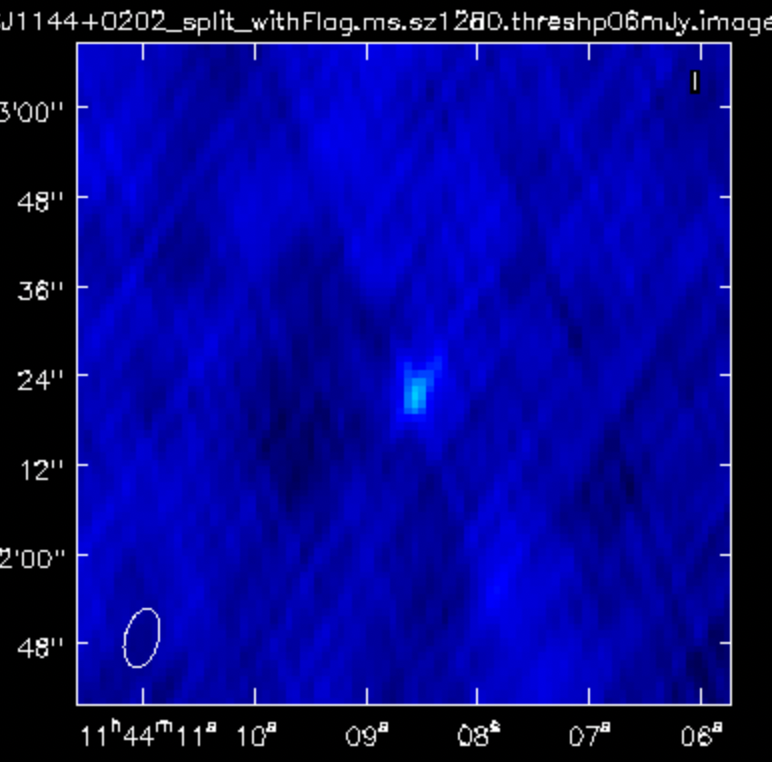 J1144+0202_split_withFlag.ms.sz1280.threshp06mJy.image
I
3'00"
48"
36"
24"
12"
2'00"
48"
11h44m11s 10s 09s 08s 07s 06s